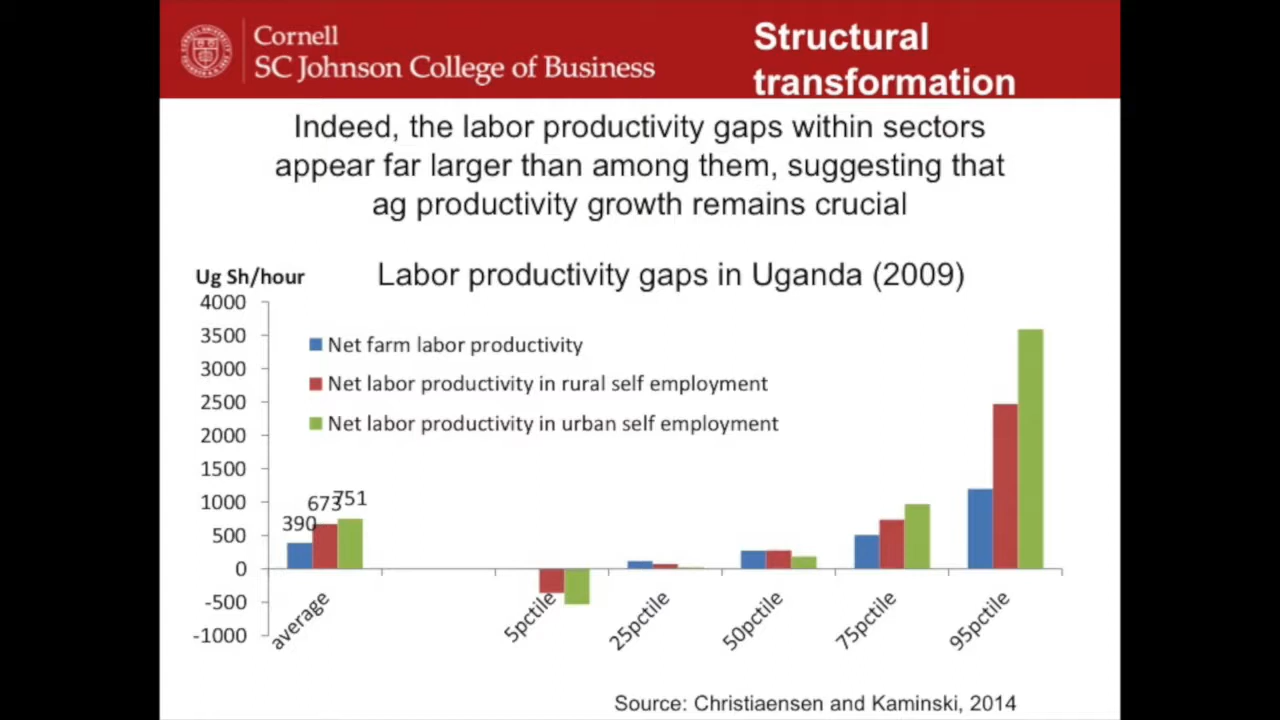 Cornell
SC Johnson College of Business
Structural
transformation
Indeed, the labor productivity gaps within sectors
appear far larger than among them, suggesting that
ag productivity growth remains crucial
Labor productivity gaps in Uganda (2009)
Ug Sh/hour
4000
3500
3000
2500
2000
1500
1000
500
0
-500
-1000
Net farm labor productivity
Net labor productivity in rural self employment
Net labor productivity in urban self employment
390
673
751
average
5pctile
25pctile
50pctile
75pctile
95pctile
Source: Christiaensen and Kaminski, 2014